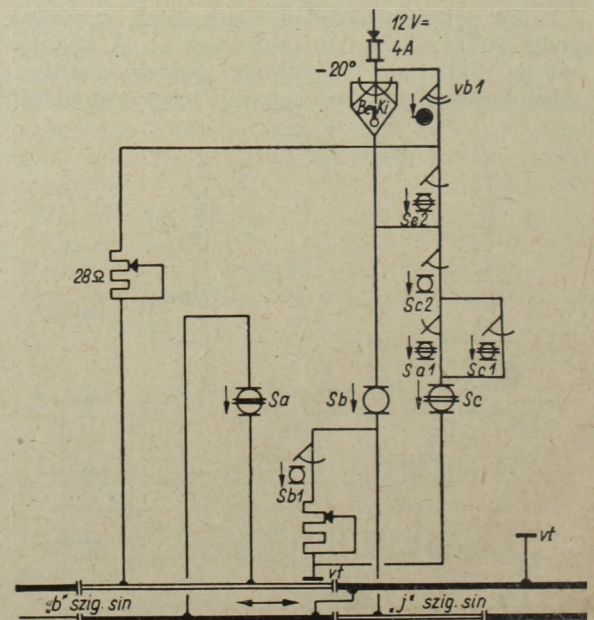 12V=
4A
-20°
Be
Ki
vb1
Se2
28Ω
Sc2
Sa1
Sc1
Sa
Sb
Sc
Sb1
vt
vt
„b" szig. sin
„j" szig. sin